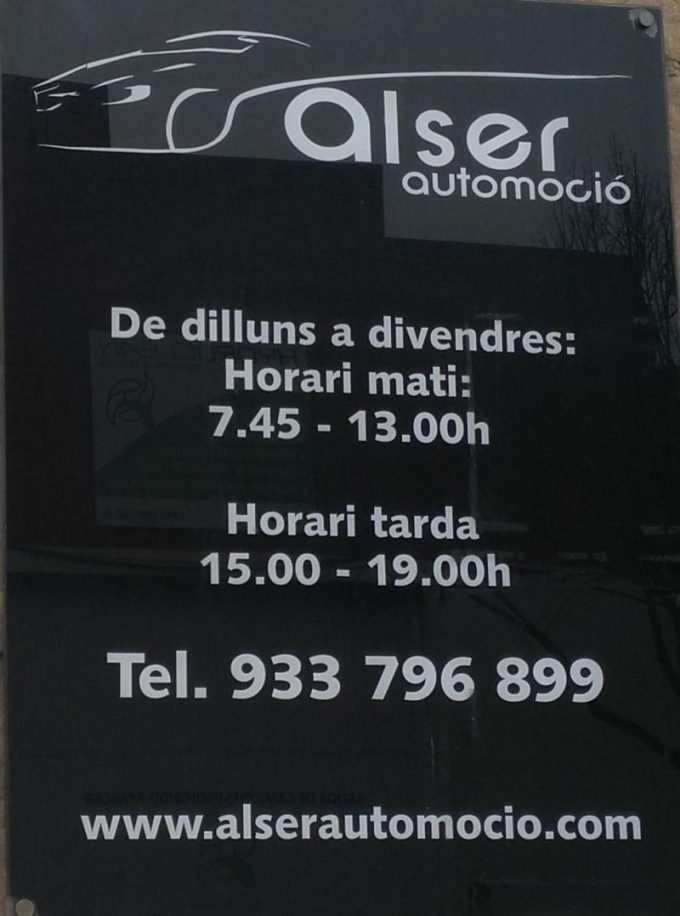 alser
automoció
De dilluns a divendres:
Horari mati:
7.45 - 13.00h
Horari tarda
15.00 - 19.00h
Tel. 933 796 899
www.alserautomocio.com